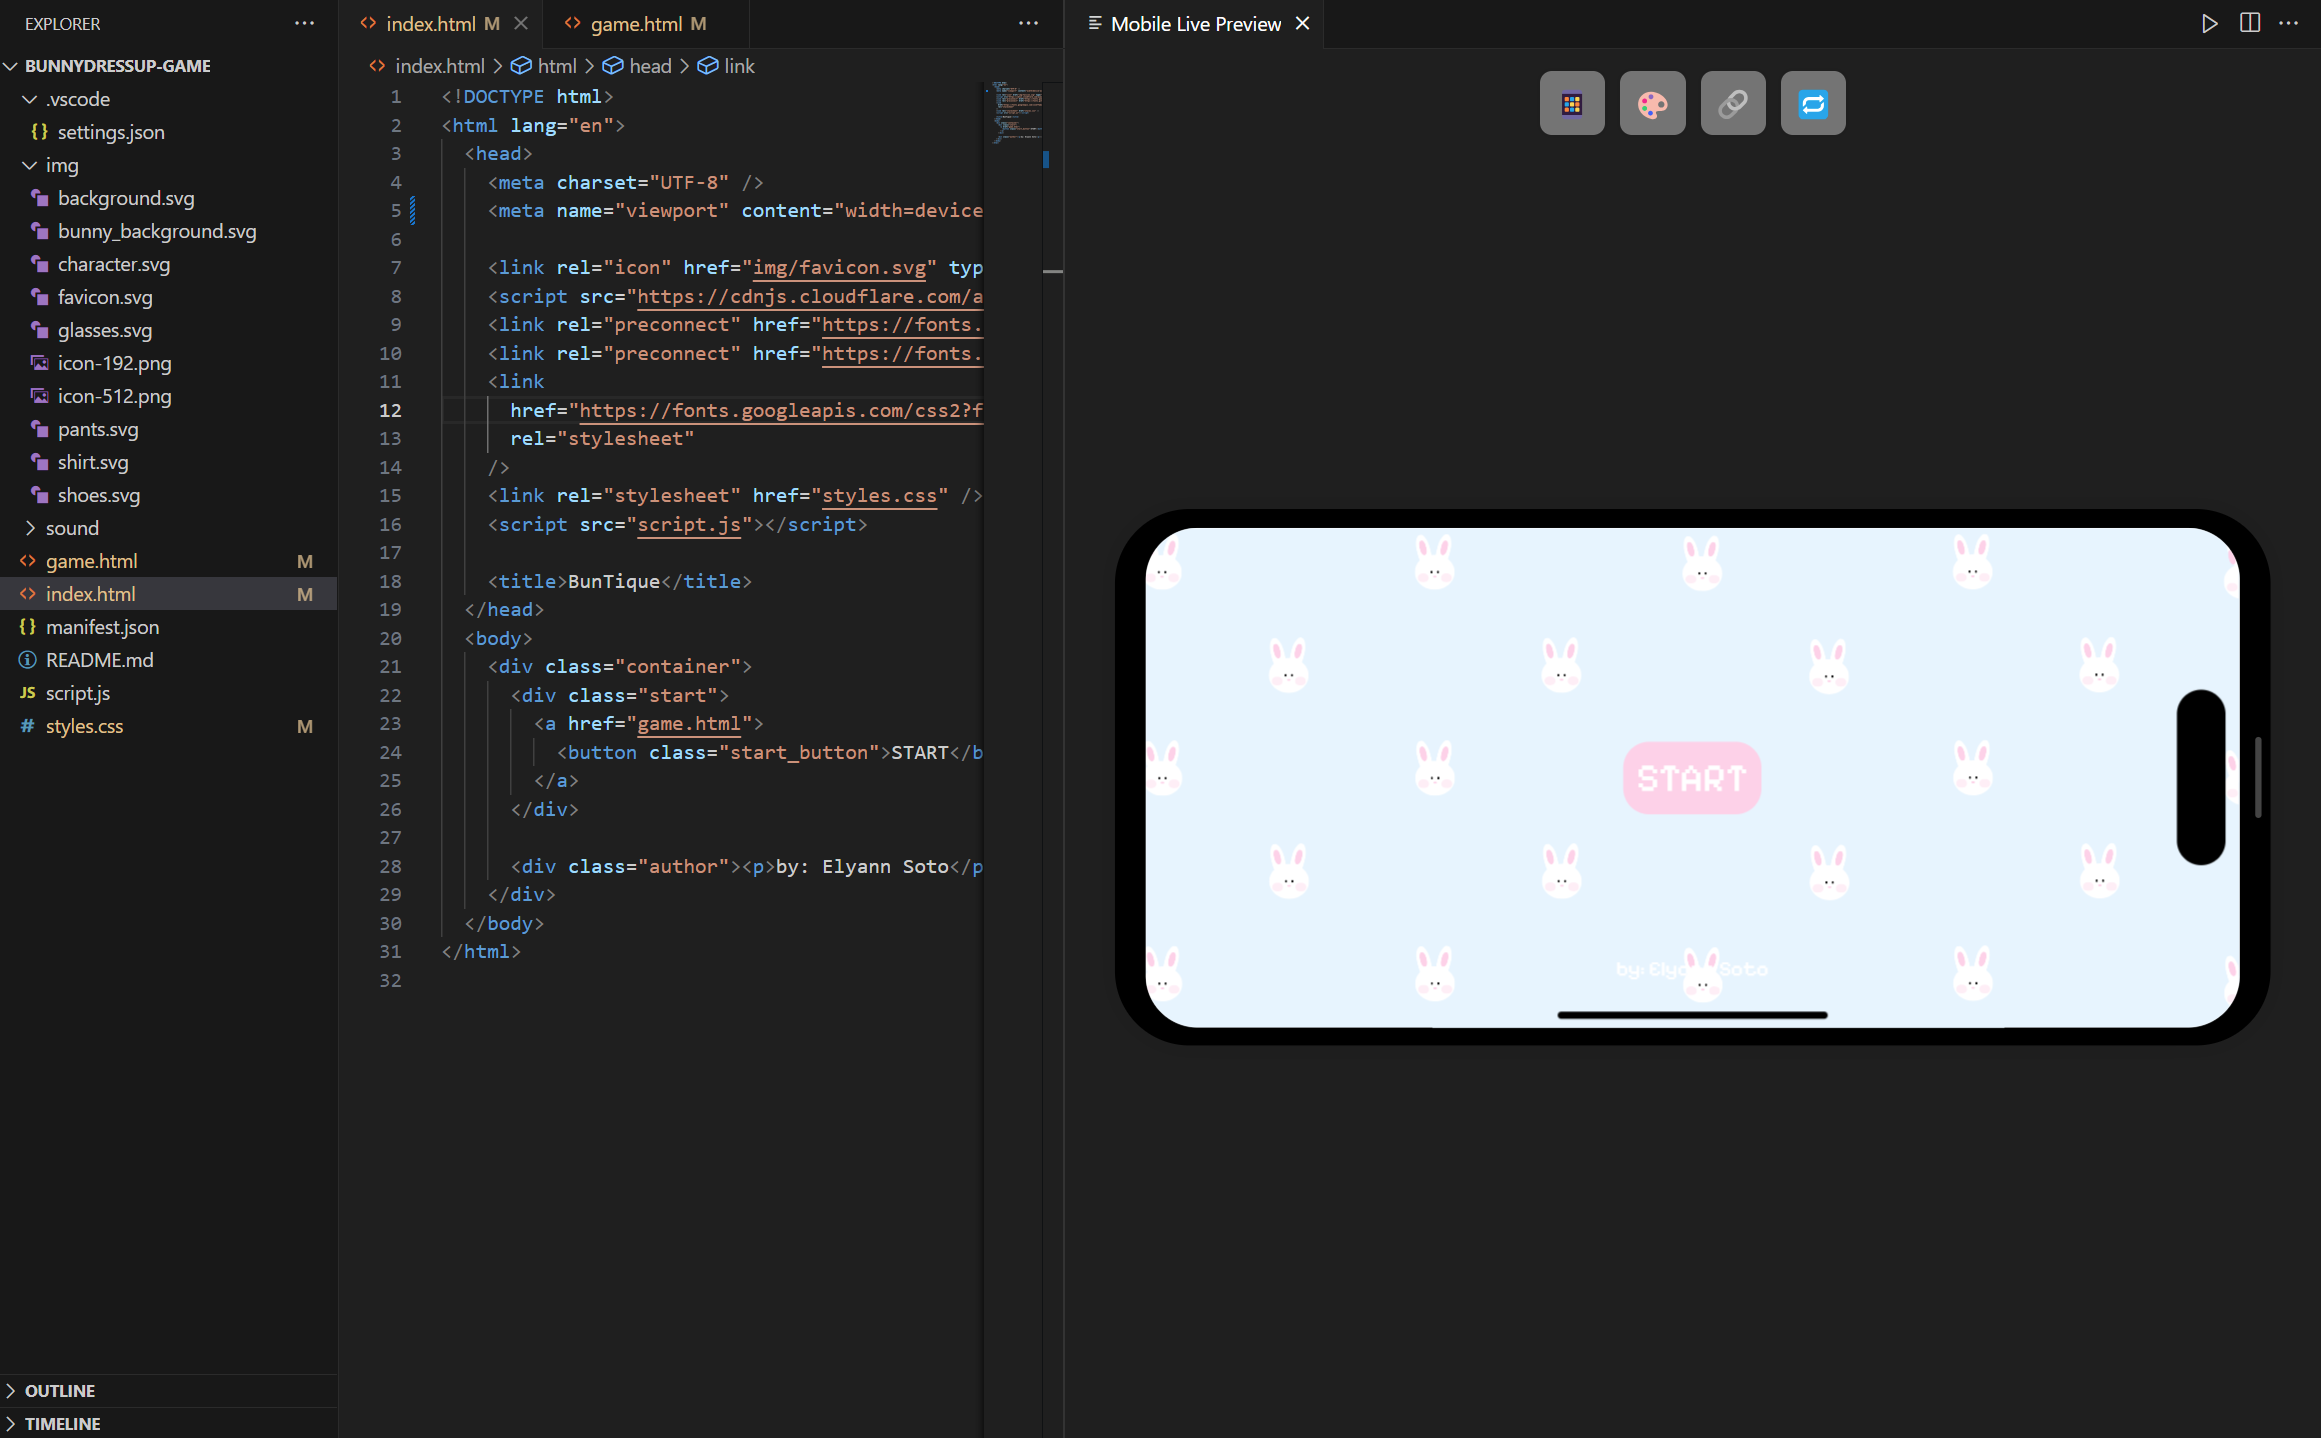 EXPLORER
BUNNYDRESSUP-GAME
.vscode
{} settings.json
img
background.svg
bunny_background.svg
character.svg
favicon.svg
glasses.svg
icon-192.png
icon-512.png
pants.svg
shirt.svg
shoes.svg
sound
<> game.html M
<> index.html M
{} manifest.json
README.md
JS script.js
# styles.css M
OUTLINE
TIMELINE
<> index.html M
<> game.html M
<> index.html > html > head > link
1 <!DOCTYPE html>
2 <html lang="en">
3 <head>
4 <meta charset="UTF-8" />
5 <meta name="viewport" content="width=device
6
7 <link rel="icon" href="img/favicon.svg" typ
8 <script src="https://cdnjs.cloudflare.com/a
9 <link rel="preconnect" href="https://fonts.
10 <link rel="preconnect" href="https://fonts.
11 <link
12 href="https://fonts.googleapis.com/css2?f
13 rel="stylesheet"
14 />
15 <link rel="stylesheet" href="styles.css" />
16 <script src="script.js"></script>
17
18 <title>BunTique</title>
19 </head>
20 <body>
21 <div class="container">
22 <div class="start">
23 <a href="game.html">
24 <button class="start_button">START</b
25 </a>
26 </div>
27
28 <div class="author"><p>by: Elyann Soto</p
29 </div>
30 </body>
31 </html>
32
Mobile Live Preview
START
by: Soto